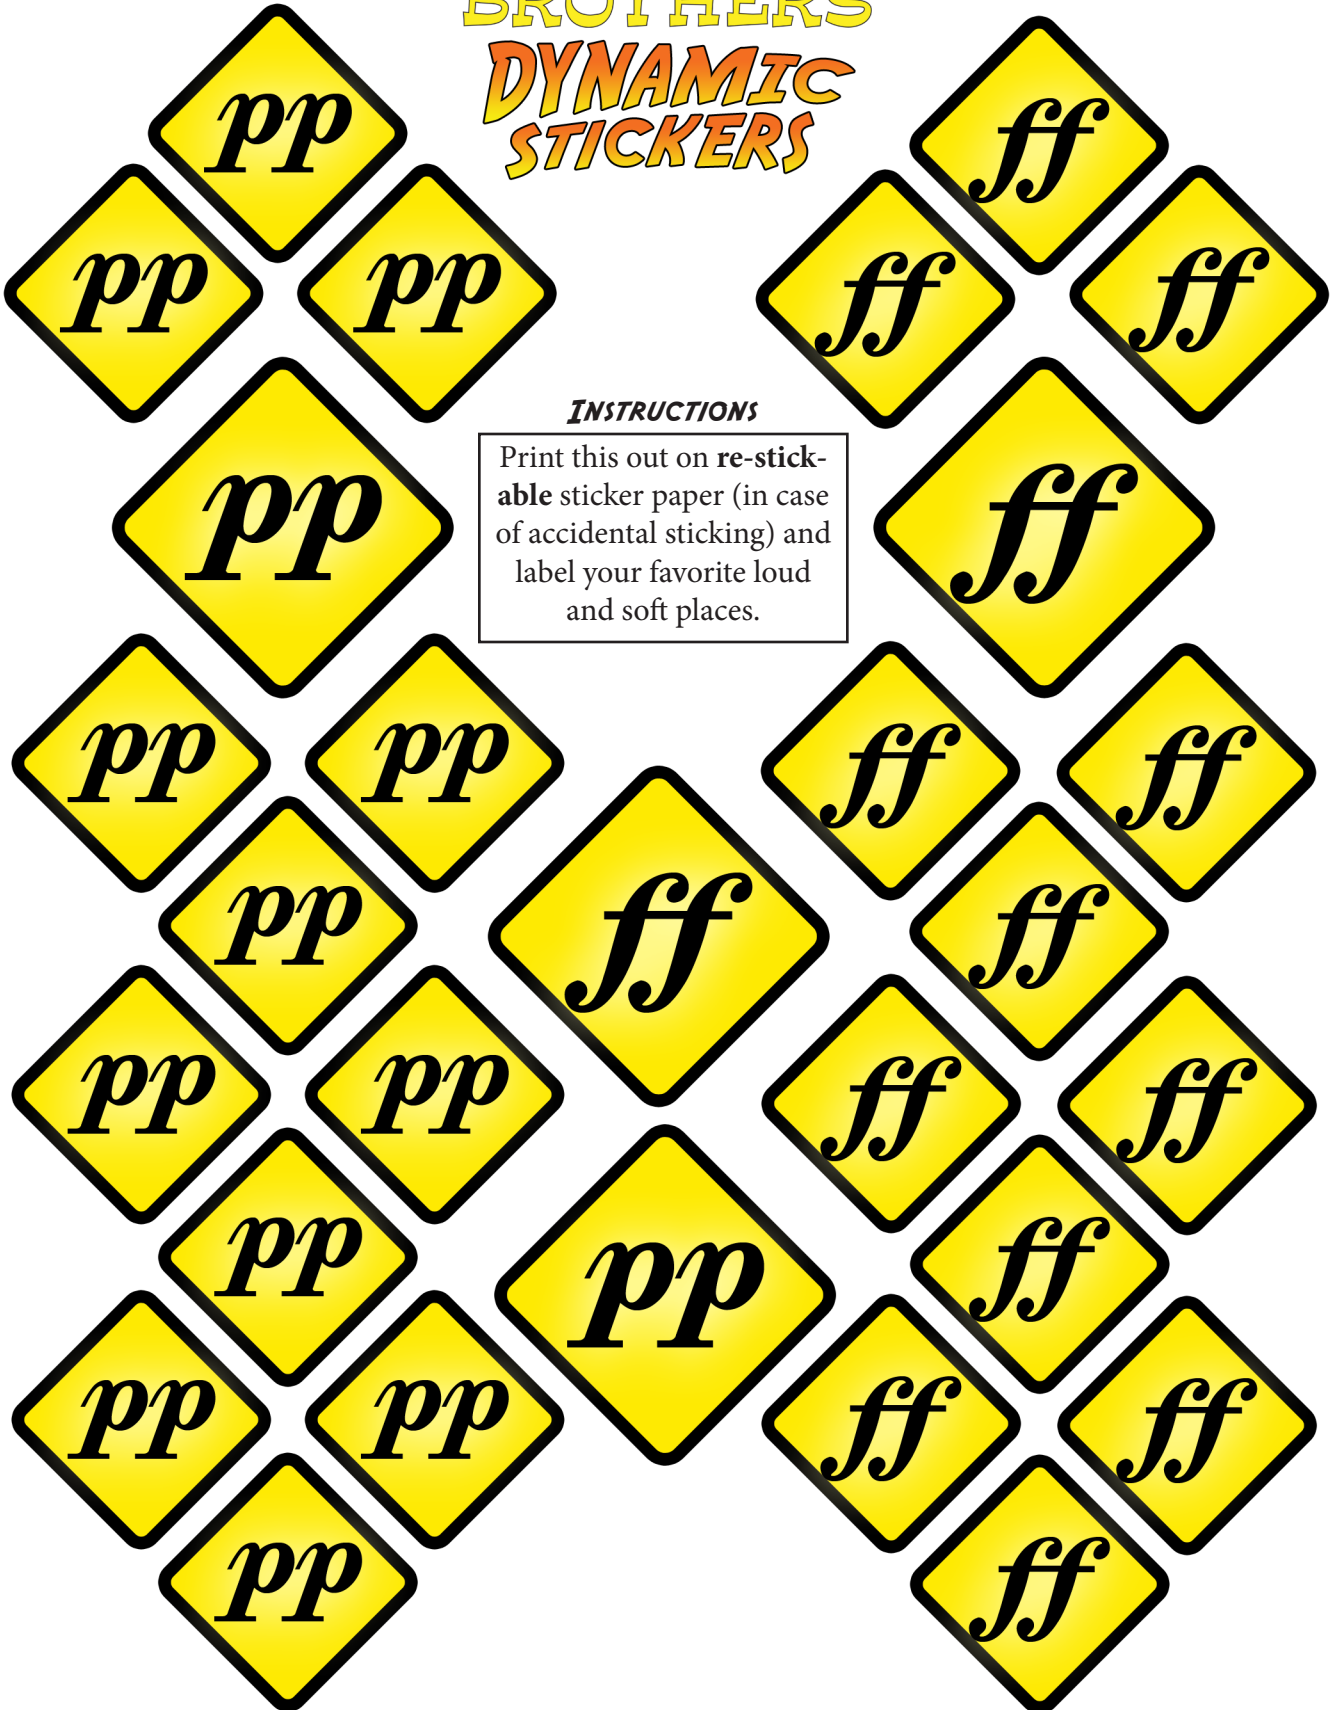 BROTHERS
DYNAMIC
STICKERS
pp
ff
pp
pp
ff
ff
INSTRUCTIONS
Print this out on re-stick-
able sticker paper (in case
of accidental sticking) and
label your favorite loud
and soft places.
pp
ff
pp
pp
ff
ff
pp
ff
ff
pp
pp
ff
ff
pp
ff
pp
pp
pp
ff
ff
pp
ff